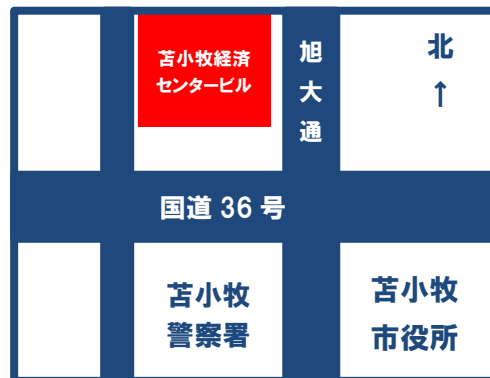 苫小牧経済
センタービル
旭大通
北
↑
国道 36 号
苫小牧
警察署
苫小牧
市役所